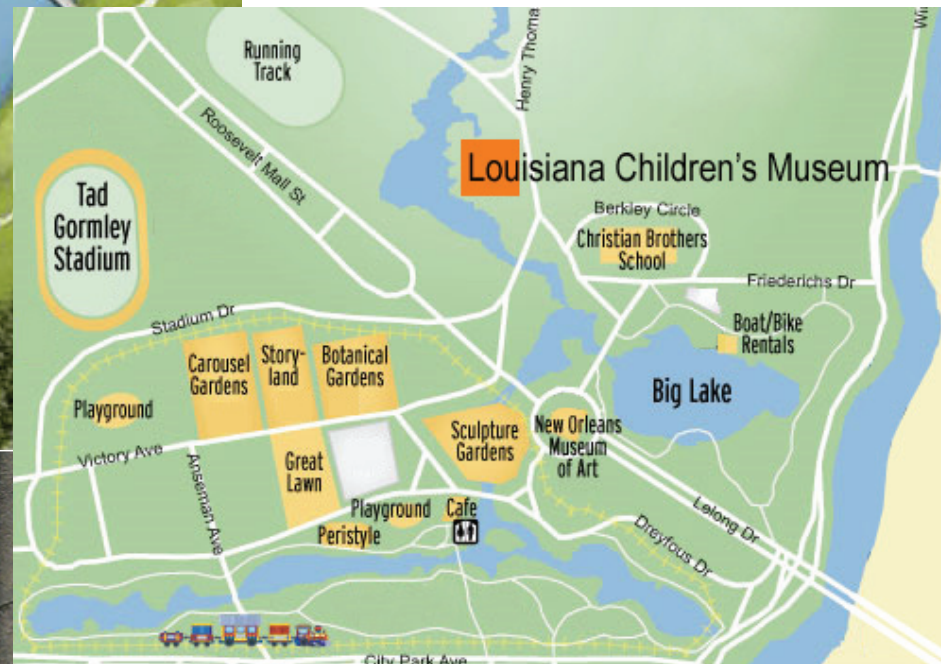 Running
Track
Henry Thoma
Wi
Roosevelt Mall St
Louisiana Children's Museum
Tad
Gormley
Stadium
Berkley Circle
Christian Brothers
School
Friederichs Dr
Stadium Dr
Boat/Bike
Rentals
Carousel
Gardens
Story-
land
Botanical
Gardens
Big Lake
Playground
Sculpture
Gardens
New Orleans
Museum
of Art
Victory Ave
Anseman Ave
Great
Lawn
Playground
Cafe
Peristyle
Lelong Dr
Dreyfous Dr
City Park Ave